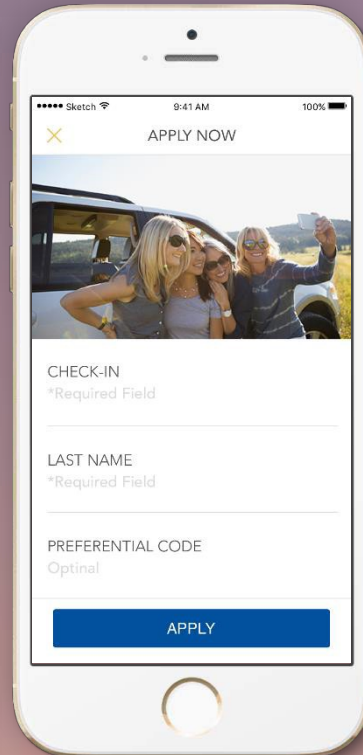 Sketch 9:41 AM 100%
APPLY NOW
CHECK-IN
*Required Field
LAST NAME
*Required Field
PREFERENTIAL CODE
Optinal
APPLY